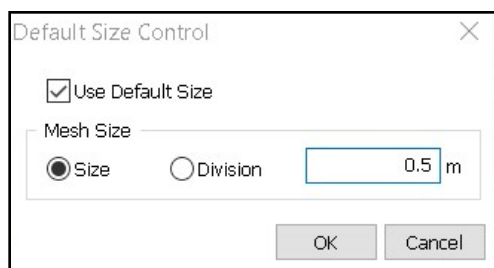 Default Size Control
Use Default Size
Mesh Size
Size Division 0.5 m
OK Cancel